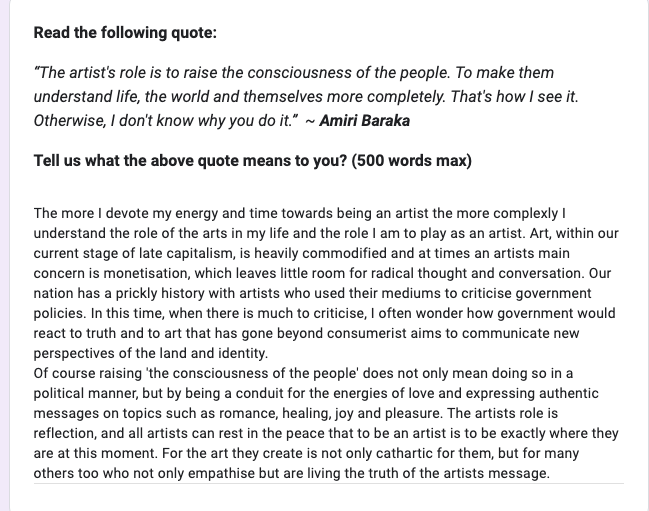 Read the following quote:
“The artist's role is to raise the consciousness of the people. To make them
understand life, the world and themselves more completely. That's how I see it.
Otherwise, I don't know why you do it.” ~ Amiri Baraka
Tell us what the above quote means to you? (500 words max)
The more I devote my energy and time towards being an artist the more complexly I
understand the role of the arts in my life and the role I am to play as an artist. Art, within our
current stage of late capitalism, is heavily commodified and at times an artists main
concern is monetisation, which leaves little room for radical thought and conversation. Our
nation has a prickly history with artists who used their mediums to criticise government
policies. In this time, when there is much to criticise, I often wonder how government would
react to truth and to art that has gone beyond consumerist aims to communicate new
perspectives of the land and identity.
Of course raising 'the consciousness of the people' does not only mean doing so in a
political manner, but by being a conduit for the energies of love and expressing authentic
messages on topics such as romance, healing, joy and pleasure. The artists role is
reflection, and all artists can rest in the peace that to be an artist is to be exactly where they
are at this moment. For the art they create is not only cathartic for them, but for many
others too who not only empathise but are living the truth of the artists message.